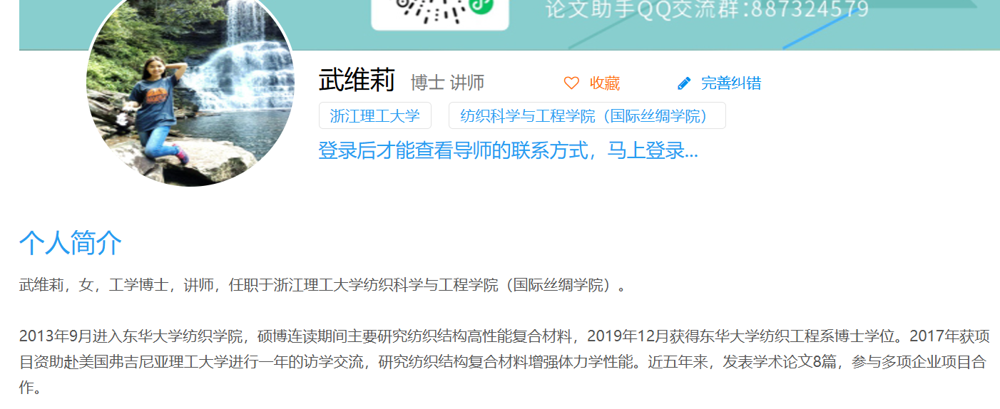 论文助手QQ交流群:887324579
武维莉 博士 讲师 收藏 完善纠错
浙江理工大学 纺织科学与工程学院（国际丝绸学院）
登录后才能查看导师的联系方式，马上登录...
个人简介
武维莉，女，工学博士，讲师，任职于浙江理工大学纺织科学与工程学院（国际丝绸学院）。
2013年9月进入东华大学纺织学院，硕博连读期间主要研究纺织结构高性能复合材料，2019年12月获得东华大学纺织工程系博士学位。2017年获项
目资助赴美国弗吉尼亚理工大学进行一年的访学交流，研究纺织结构复合材料增强体力学性能。近五年来，发表学术论文8篇，参与多项企业项目合
作。